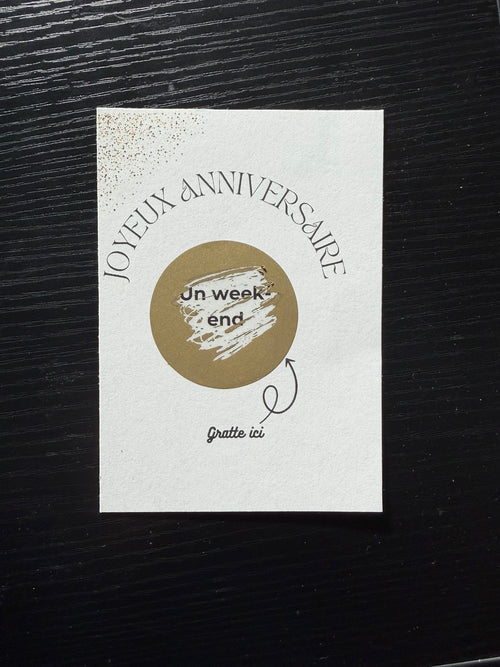 JOYEUX ANNIVERSAIRE
Un week-
end
Gratte ici